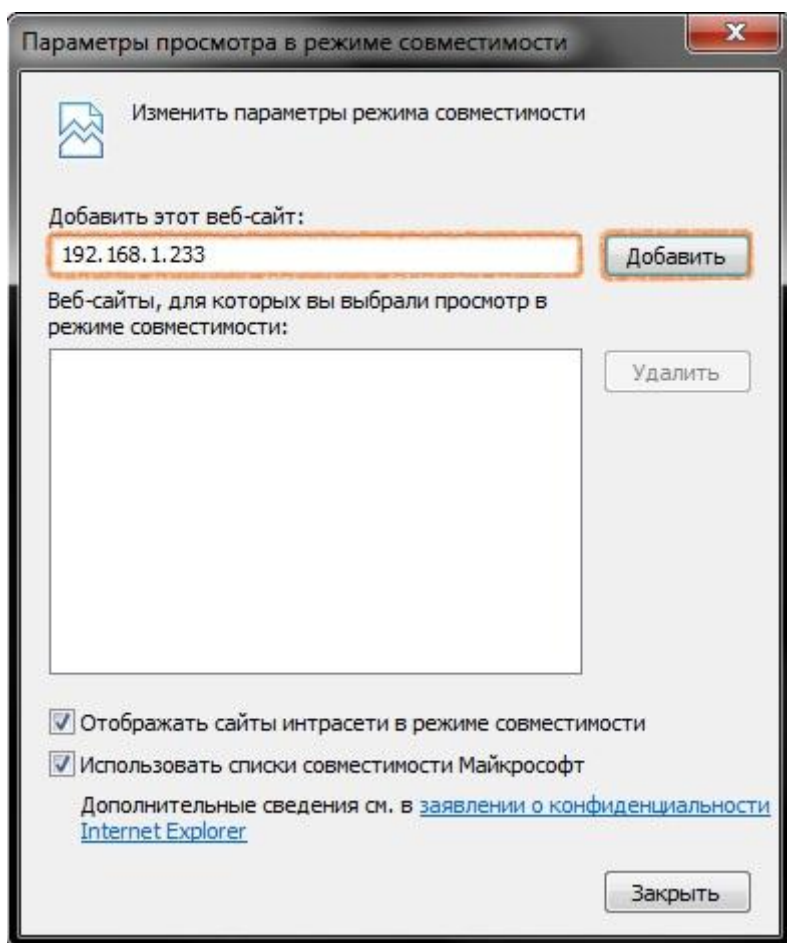 Параметры просмотра в режиме совместимости
Изменить параметры режима совместимости
Добавить этот веб-сайт:
192.168.1.233
Добавить
Веб-сайты, для которых вы выбрали просмотр в
режиме совместимости:
Удалить
Отображать сайты интрасети в режиме совместимости
Использовать списки совместимости Майкрософт
Дополнительные сведения см. в заявлении о конфиденциальности
Internet Explorer
Закрыть